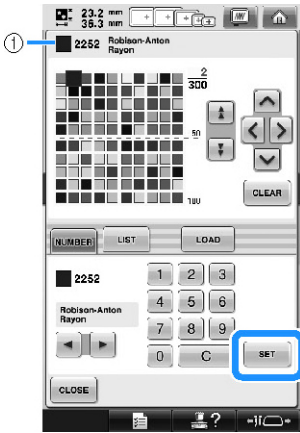 23.2 mm
35.3 mm
1 2252 Robison-Anton
Rayon
2
300
50
100
CLEAR
NUMBER LIST LOAD
2252
1 2 3
Robison-Anton
Rayon
4 5 6
7 8 9
0 C
SET
CLOSE
?